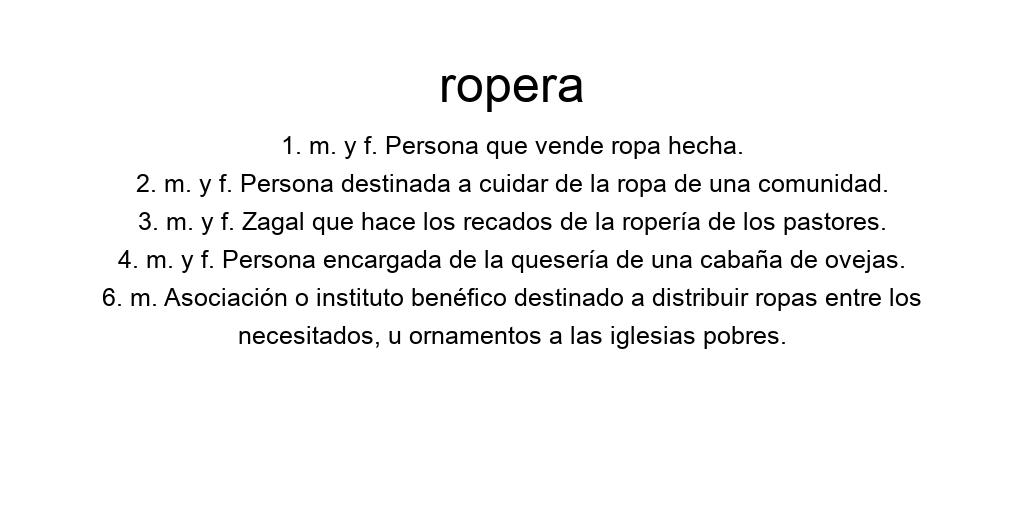 ropera
1. m. y f. Persona que vende ropa hecha.
2. m. y f. Persona destinada a cuidar de la ropa de una comunidad.
3. m. y f. Zagal que hace los recados de la ropería de los pastores.
4. m. y f. Persona encargada de la quesería de una cabaña de ovejas.
6. m. Asociación o instituto benéfico destinado a distribuir ropas entre los
necesitados, u ornamentos a las iglesias pobres.